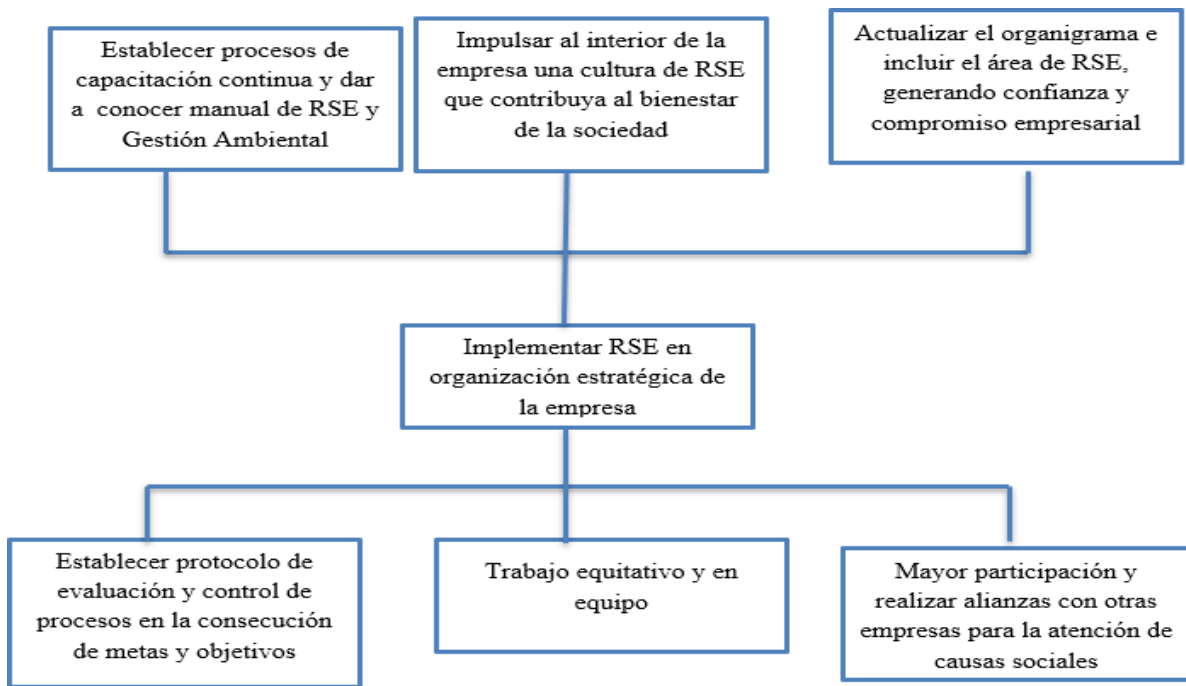 Establecer procesos de
capacitación continua y dar
a conocer manual de RSE y
Gestión Ambiental
Impulsar al interior de la
empresa una cultura de RSE
que contribuya al bienestar
de la sociedad
Actualizar el organigrama e
incluir el área de RSE,
generando confianza y
compromiso empresarial
Implementar RSE en
organización estratégica de
la empresa
Establecer protocolo de
evaluación y control de
procesos en la consecución
de metas y objetivos
Trabajo equitativo y en
equipo
Mayor participación y
realizar alianzas con otras
empresas para la atención de
causas sociales